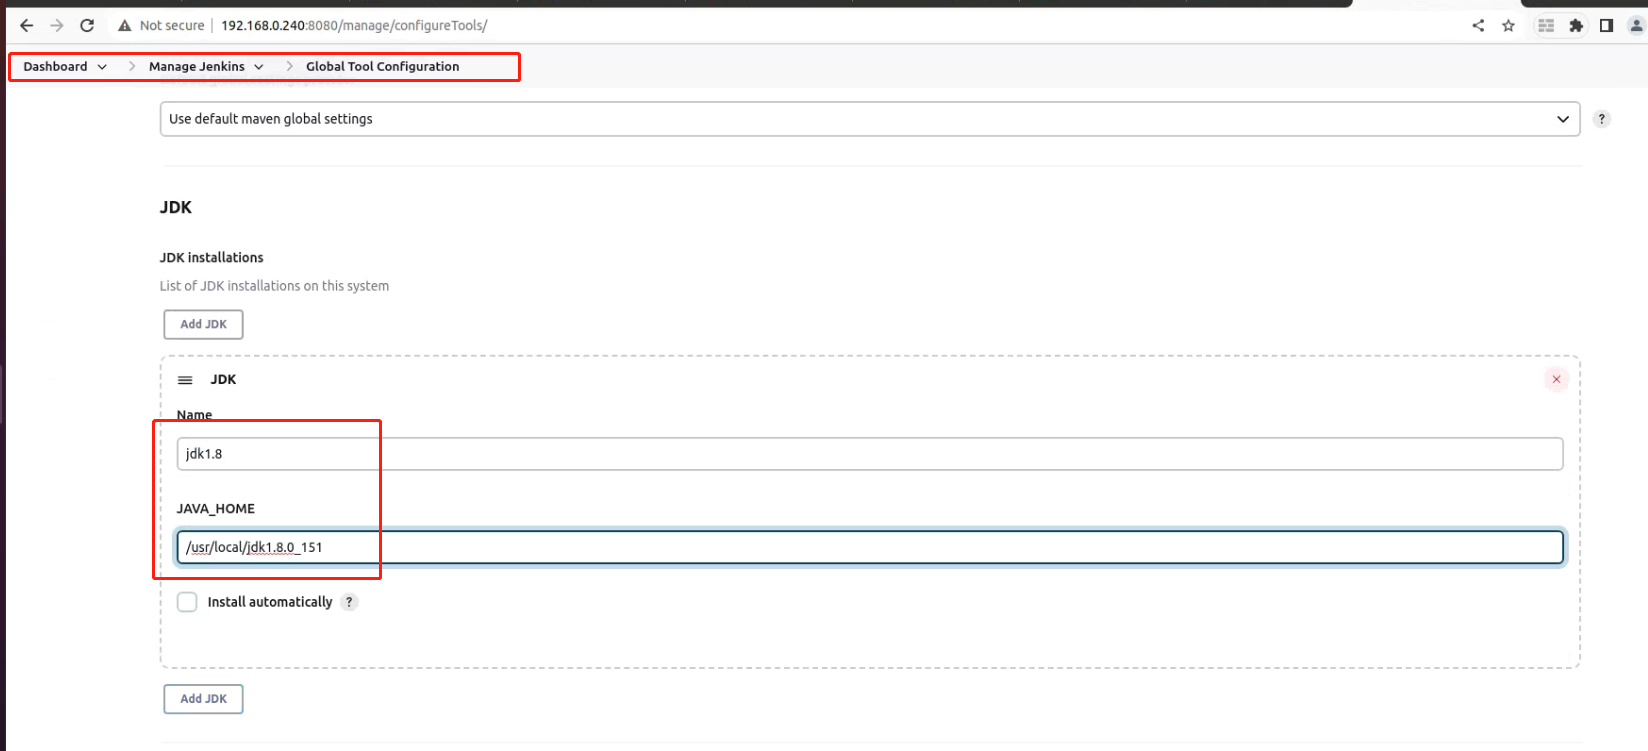 Not secure | 192.168.0.240:8080/manage/configureTools/
Dashboard > Manage Jenkins > Global Tool Configuration
Use default maven global settings
?
JDK
JDK installations
List of JDK installations on this system
Add JDK
JDK
Name
jdk1.8
JAVA_HOME
/usr/local/jdk1.8.0_151
Install automatically ?
Add JDK